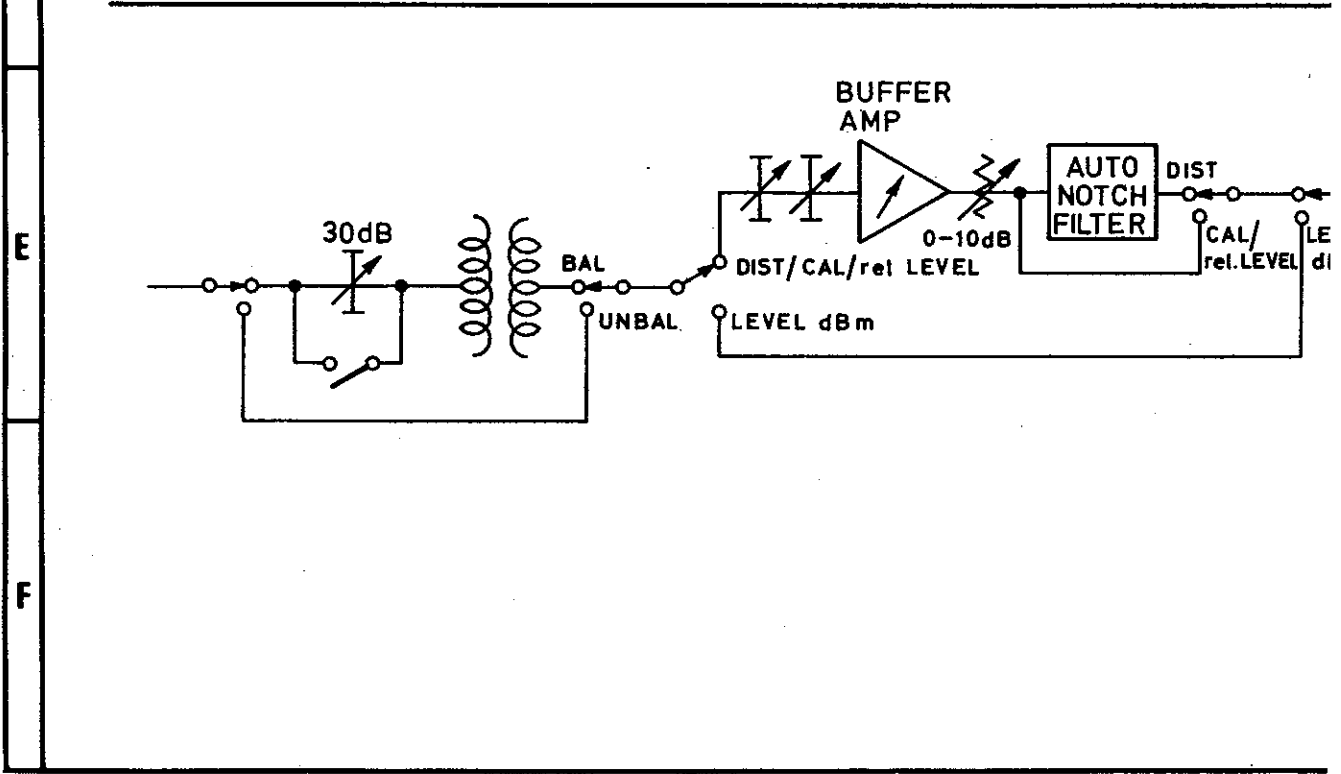 BUFFER
AMP
AUTO
NOTCH
FILTER
DIST
30dB
0-10dB
CAL/
rel.LEVEL
E
BAL
DIST/CAL/rel LEVEL
UNBAL
LEVEL dBm
F